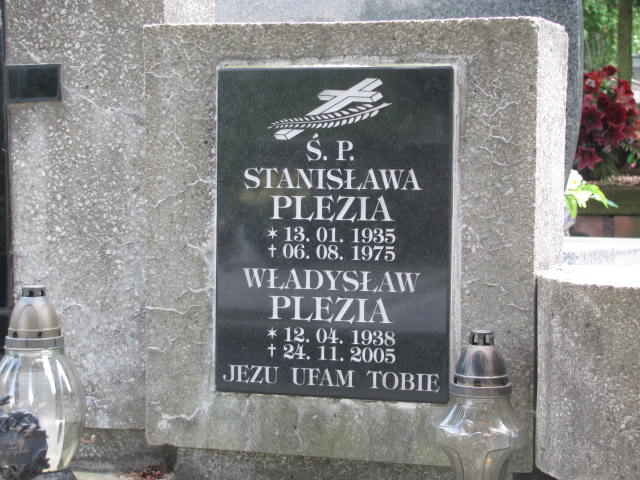 Ś. P.
STANISŁAWA
PLEZIA
* 13. 01. 1935
† 06. 08. 1975
WŁADYSŁAW
PLEZIA
* 12. 04. 1938
† 24. 11. 2005
JEZU UFAM TOBIE